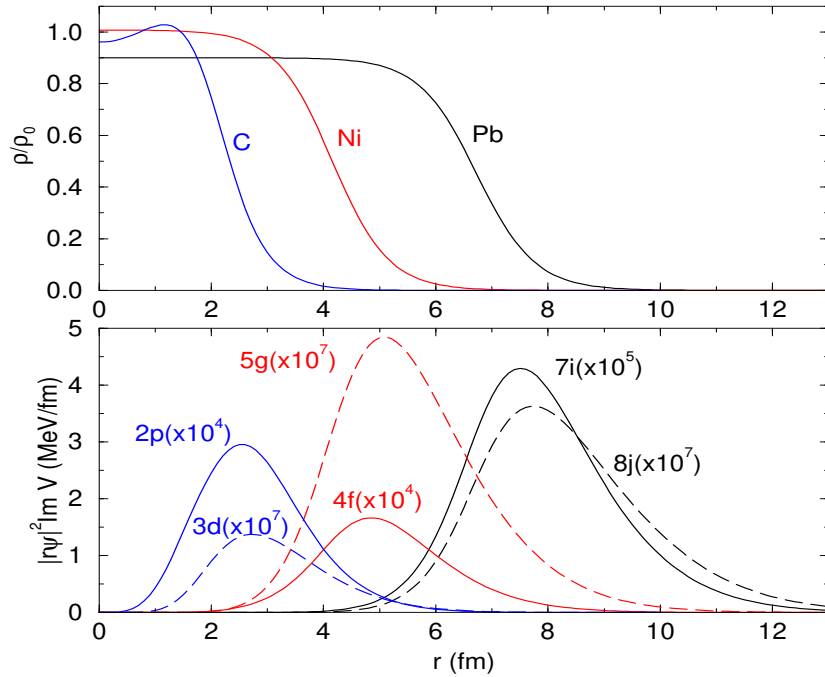 1.0
0.8
0.6
0.4
0.2
0.0
ρ/ρ₀
C
Ni
Pb
0 2 4 6 8 10 12
5
4
3
2
1
0
|rψ|² Im V (MeV/fm)
5g(x10⁷)
7i(x10⁵)
2p(x10⁴)
8j(x10⁷)
4f(x10⁴)
3d(x10⁷)
0 2 4 6 8 10 12
r (fm)